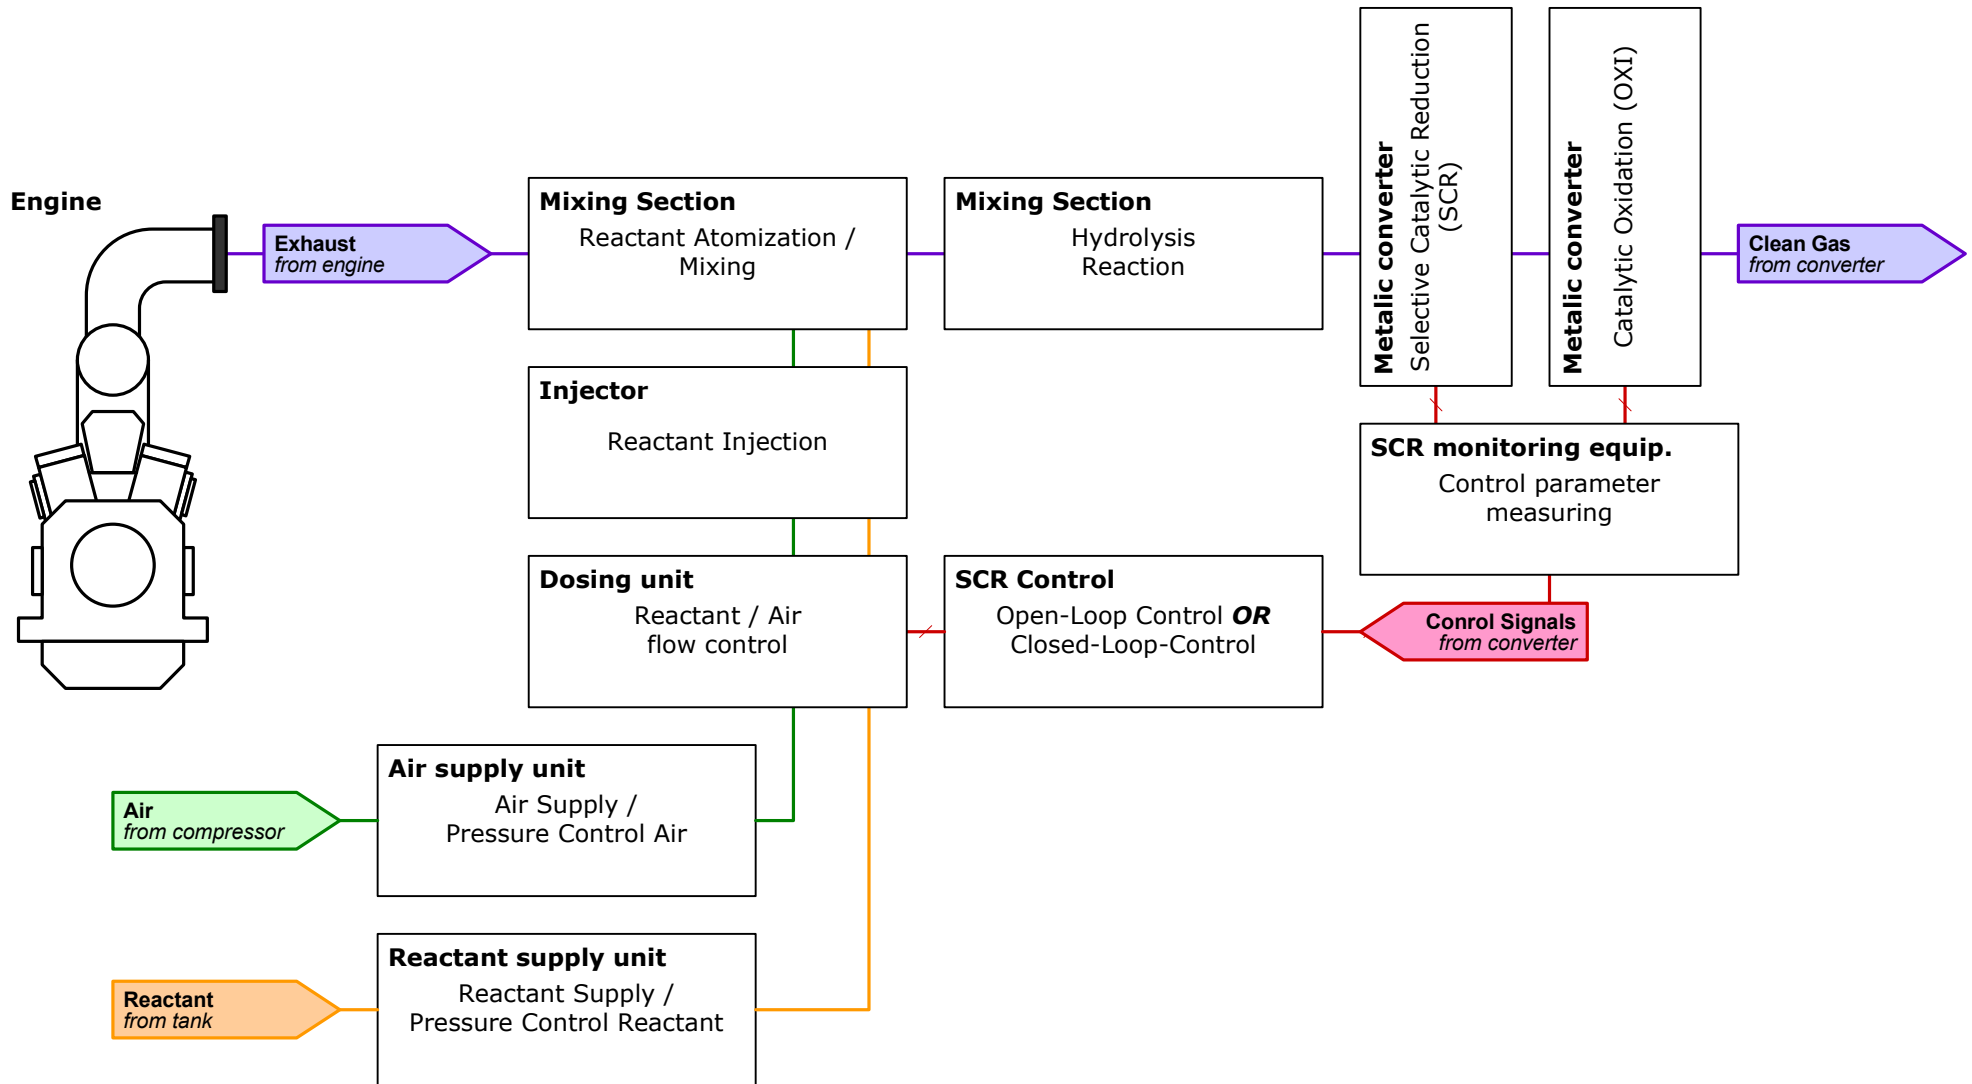 Engine
Exhaust
from engine
Mixing Section
Reactant Atomization /
Mixing
Mixing Section
Hydrolysis
Reaction
Metalic converter
Selective Catalytic Reduction
(SCR)
Metalic converter
Catalytic Oxidation (OXI)
Clean Gas
from converter
Injector
Reactant Injection
SCR monitoring equip.
Control parameter
measuring
Dosing unit
Reactant / Air
flow control
SCR Control
Open-Loop Control OR
Closed-Loop-Control
Conrol Signals
from converter
Air supply unit
Air Supply /
Pressure Control Air
Air
from compressor
Reactant supply unit
Reactant Supply /
Pressure Control Reactant
Reactant
from tank